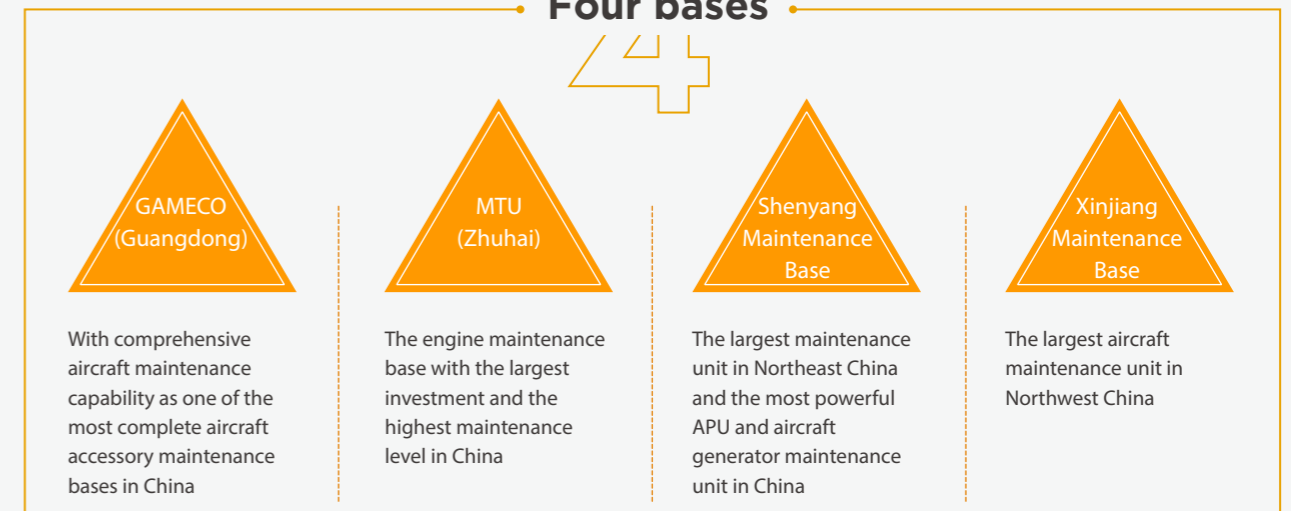 Four bases
4
GAMECO
(Guangdong)
With comprehensive
aircraft maintenance
capability as one of the
most complete aircraft
accessory maintenance
bases in China
MTU
(Zhuhai)
The engine maintenance
base with the largest
investment and the
highest maintenance
level in China
Shenyang
Maintenance
Base
The largest maintenance
unit in Northeast China
and the most powerful
APU and aircraft
generator maintenance
unit in China
Xinjiang
Maintenance
Base
The largest aircraft
maintenance unit in
Northwest China